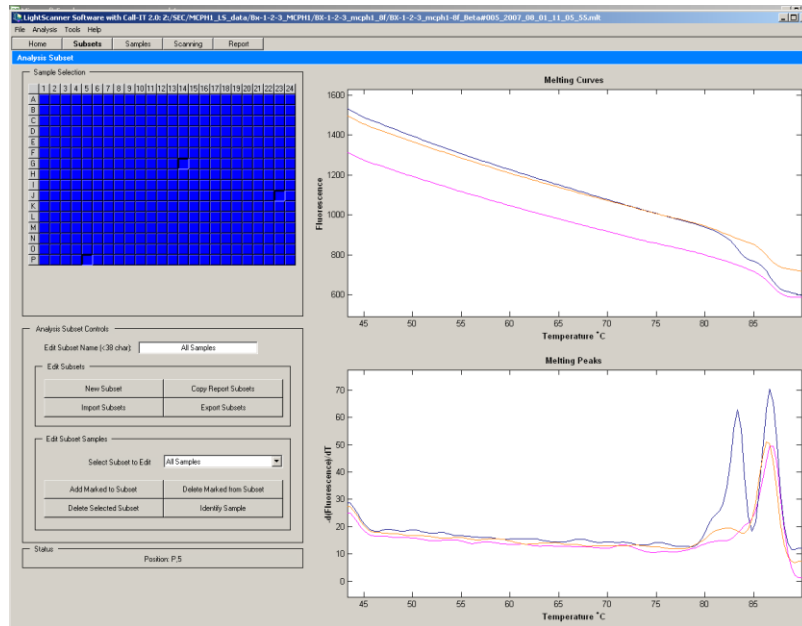 LightScanner Software with Call-IT 2.0: Z:/SEC/MCPH1_LS_data/Bx-1-2-3_MCPH1/BX-1-2-3_mcph1-8f/BX-1-2-3_mcph1-8f_Beta#005_2007_08_01_11_05_55.mlt
File Analysis Tools Help
Home Subsets Samples Scanning Report
Analysis Subset
Sample Selection
1 2 3 4 5 6 7 8 9 10 11 12 13 14 15 16 17 18 19 20 21 22 23 24
A
B
C
D
E
F
G
H
I
J
K
L
M
N
O
P
Analysis Subset Controls
Edit Subset Name (<38 char): All Samples
Edit Subsets
New Subset Copy Report Subsets
Import Subsets Export Subsets
Edit Subset Samples
Select Subset to Edit All Samples
Add Marked to Subset Delete Marked from Subset
Delete Selected Subset Identify Sample
Status
Position: P,5
Melting Curves
Fluorescence
1600
1400
1200
1000
800
600
45 50 55 60 65 70 75 80 85
Temperature °C
Melting Peaks
-d(Fluorescence)/dT
70
60
50
40
30
20
10
0
45 50 55 60 65 70 75 80 85
Temperature °C